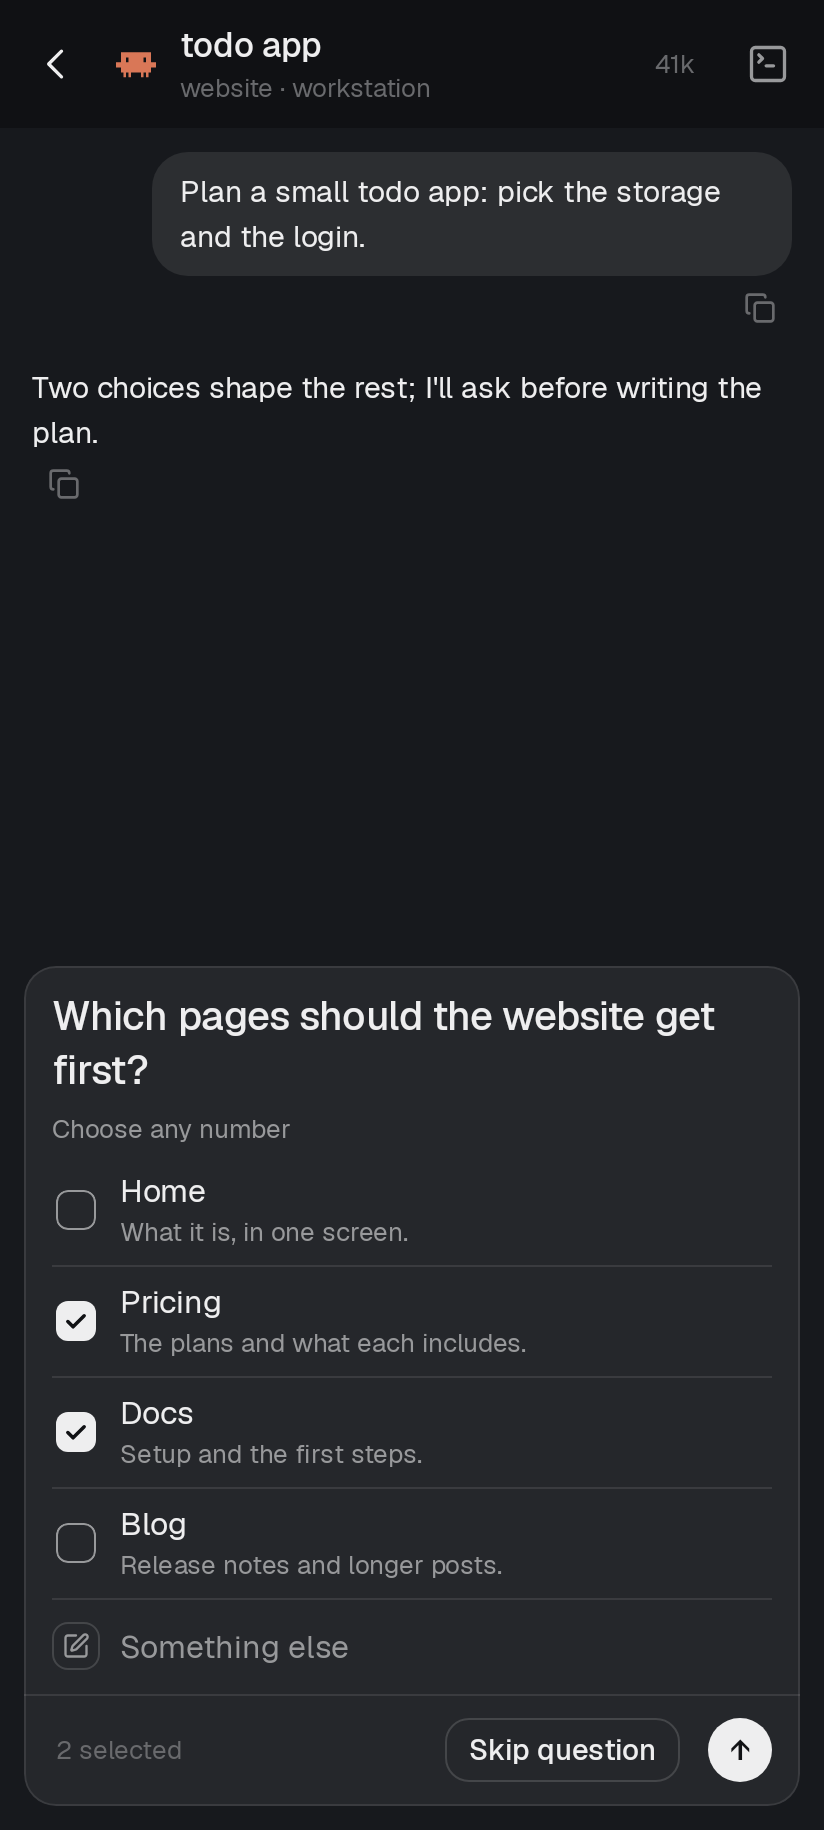 todo app
website · workstation
41k
Plan a small todo app: pick the storage
and the login.
Two choices shape the rest; I'll ask before writing the
plan.
Which pages should the website get
first?
Choose any number
Home
What it is, in one screen.
Pricing
The plans and what each includes.
Docs
Setup and the first steps.
Blog
Release notes and longer posts.
Something else
2 selected
Skip question